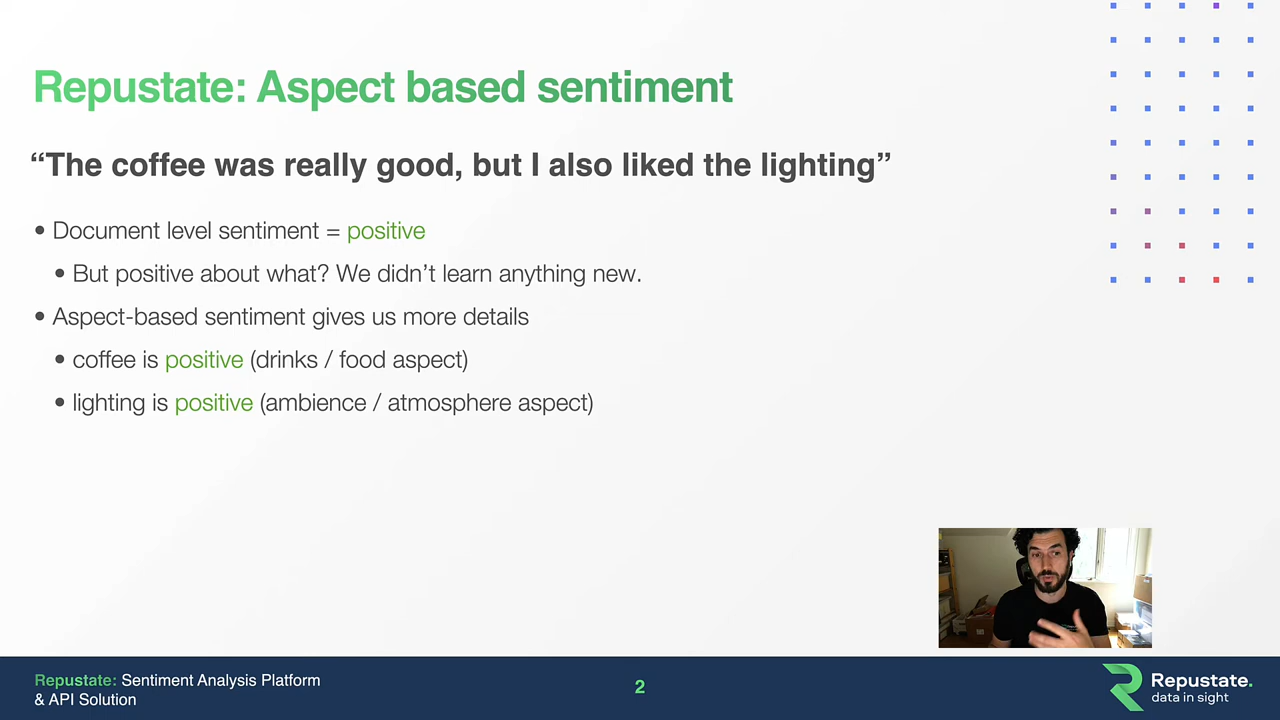 Repustate: Aspect based sentiment
“The coffee was really good, but I also liked the lighting”
• Document level sentiment = positive
• But positive about what? We didn’t learn anything new.
• Aspect-based sentiment gives us more details
• coffee is positive (drinks / food aspect)
• lighting is positive (ambience / atmosphere aspect)
Repustate: Sentiment Analysis Platform
& API Solution
2
Repustate.
data in sight